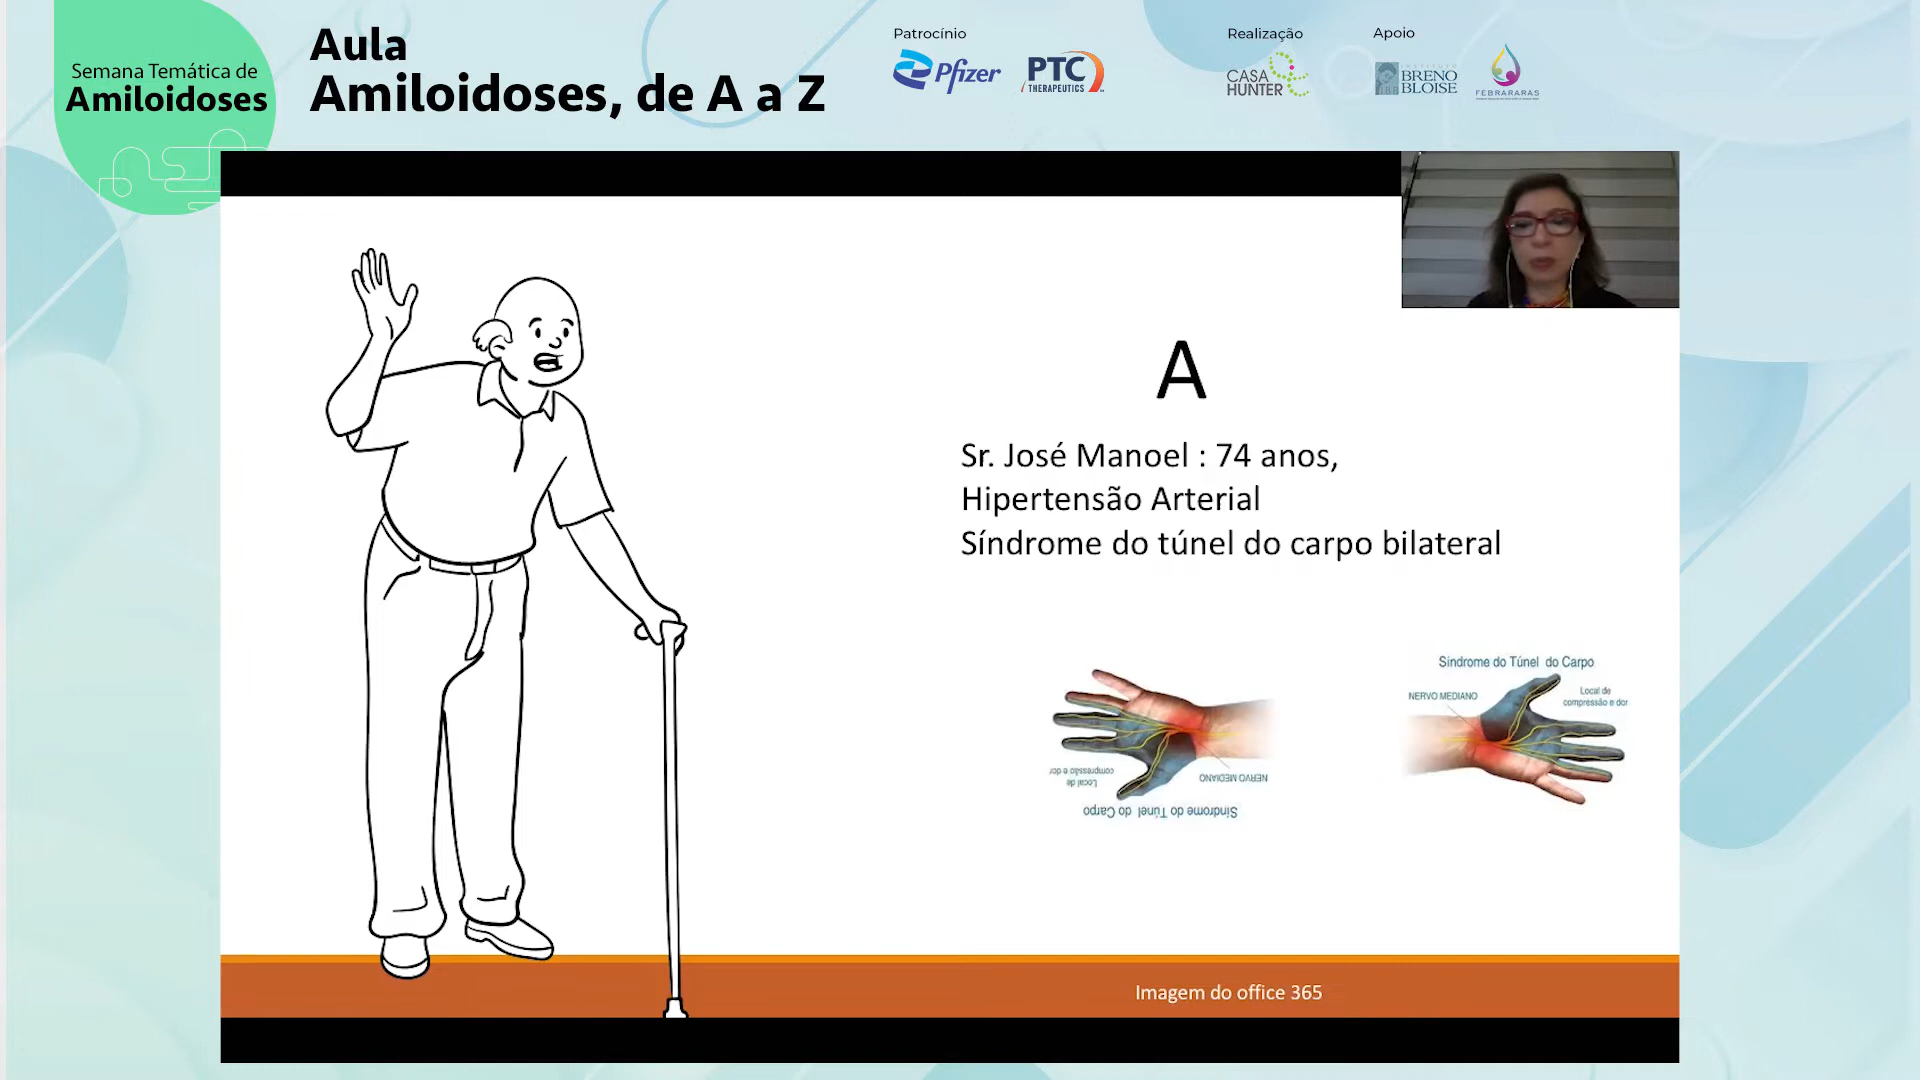 Semana Temática de
Amiloidoses
Aula
Amiloidoses, de A a Z
Patrocínio
Pfizer
PTC
THERAPEUTICS
Realização
CASA
HUNTER
Apoio
INSTITUTO
BRENO
BLOISE
FEBRARARAS
A
Sr. José Manoel : 74 anos,
Hipertensão Arterial
Síndrome do túnel do carpo bilateral
Local de
compressão e dor
NERVO MEDIANO
Síndrome do Túnel do Carpo
Síndrome do Túnel do Carpo
NERVO MEDIANO
Local de
compressão e dor
Imagem do office 365